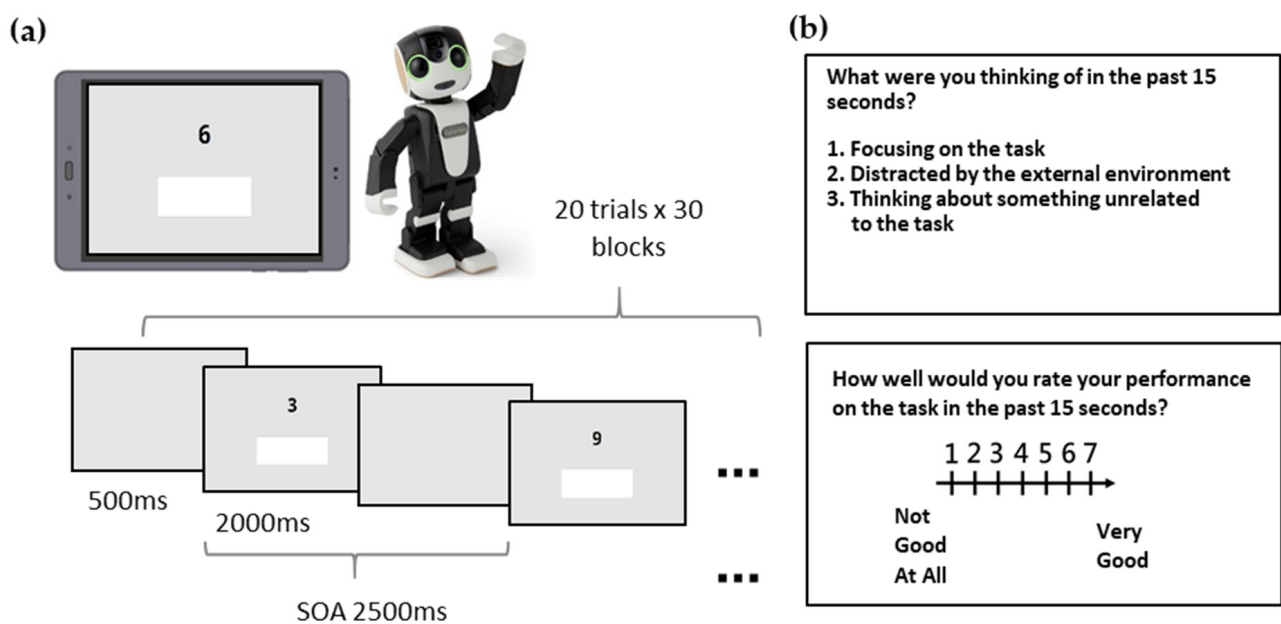 (a)
6
20 trials x 30
blocks
3
9
...
500ms
2000ms
...
SOA 2500ms
(b)
What were you thinking of in the past 15
seconds?
1. Focusing on the task
2. Distracted by the external environment
3. Thinking about something unrelated
to the task
How well would you rate your performance
on the task in the past 15 seconds?
1 2 3 4 5 6 7
Not
Good
At All
Very
Good